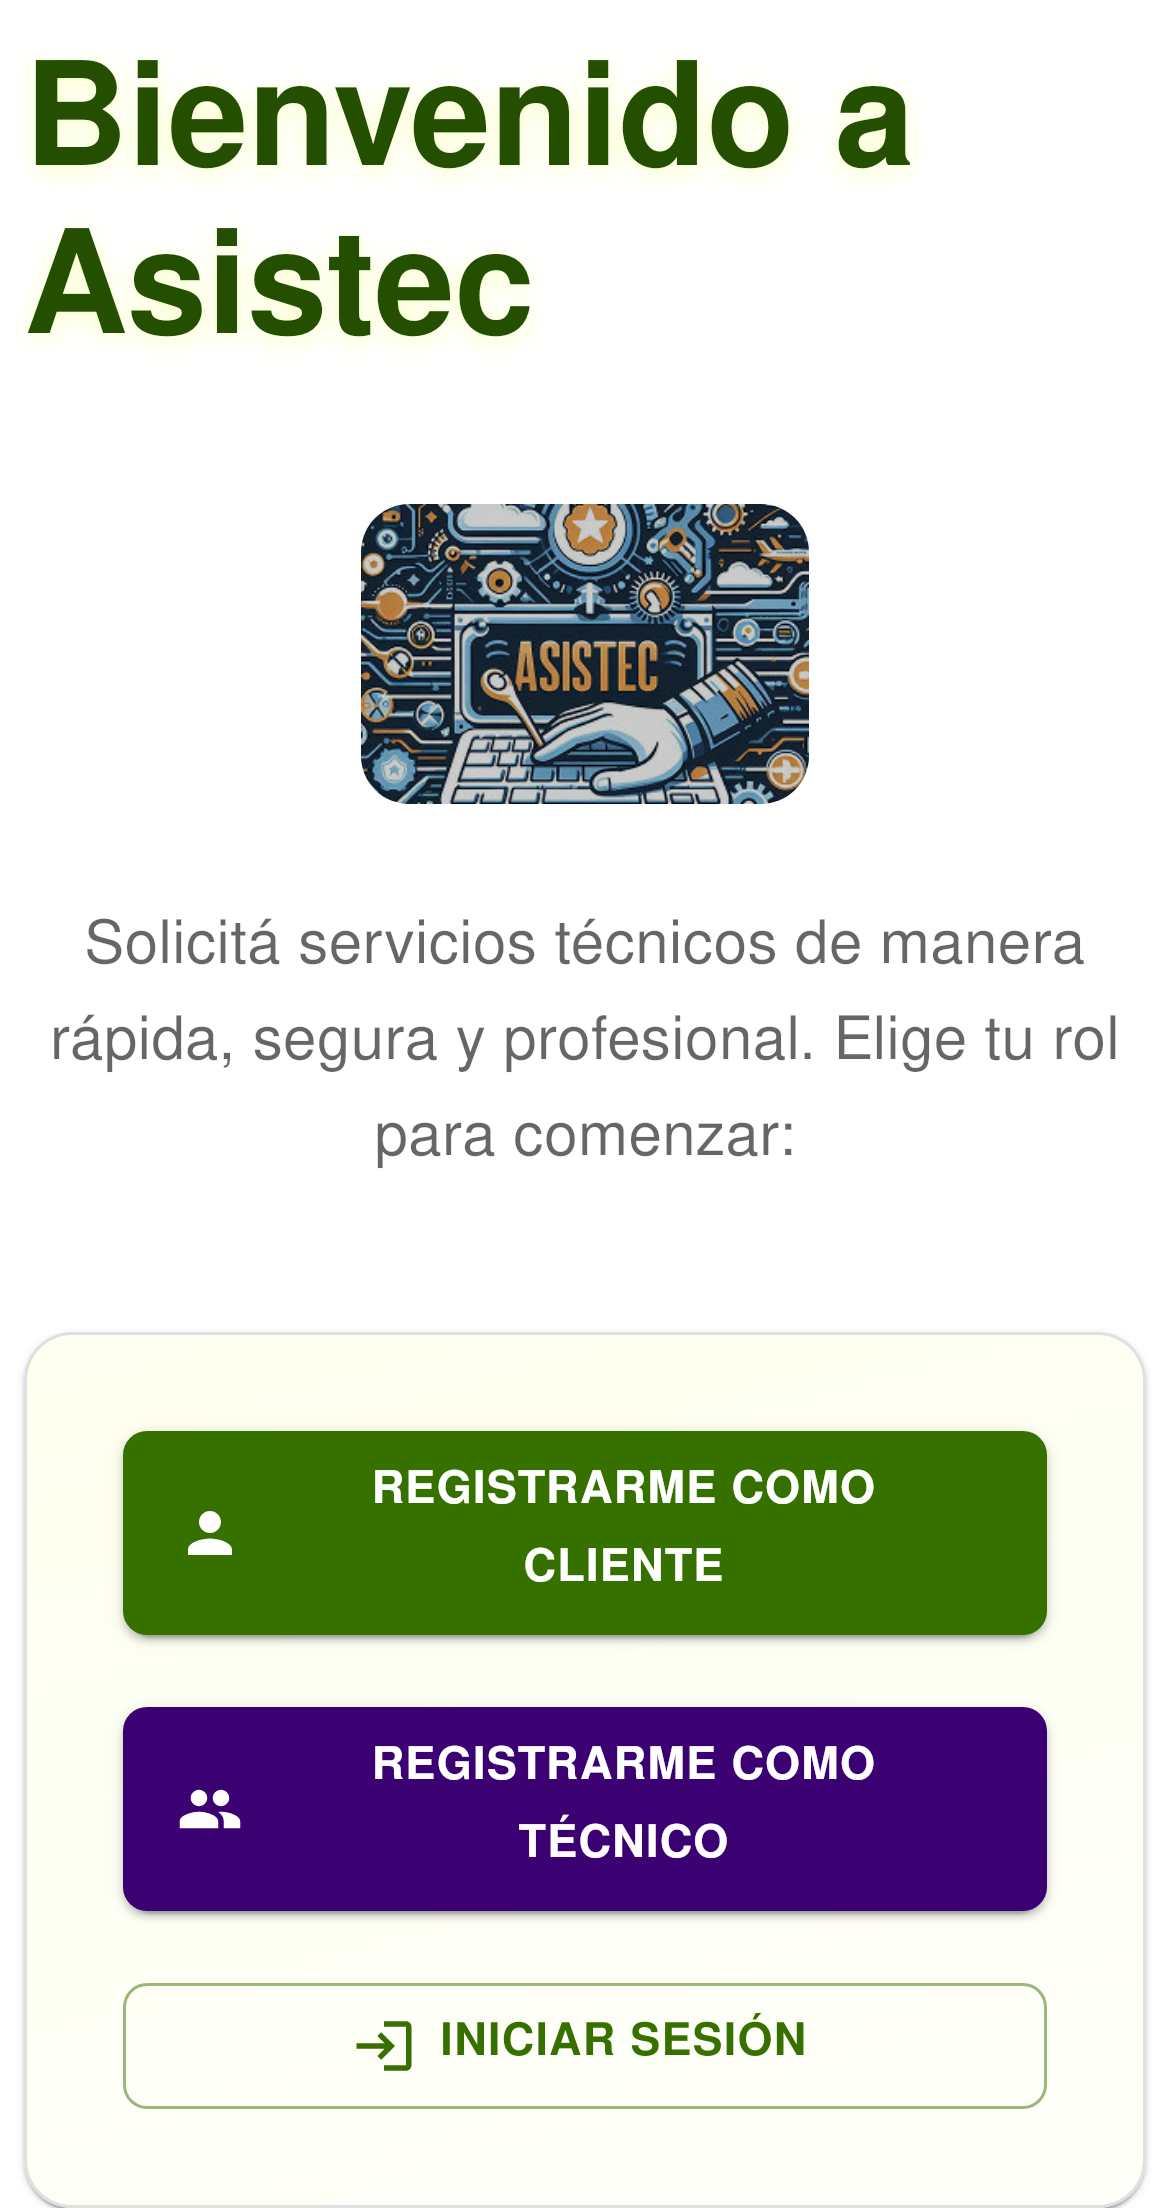 Bienvenido a
Asistec
ASISTEC
Solicitá servicios técnicos de manera
rápida, segura y profesional. Elige tu rol
para comenzar:
REGISTRARME COMO
CLIENTE
REGISTRARME COMO
TÉCNICO
INICIAR SESIÓN